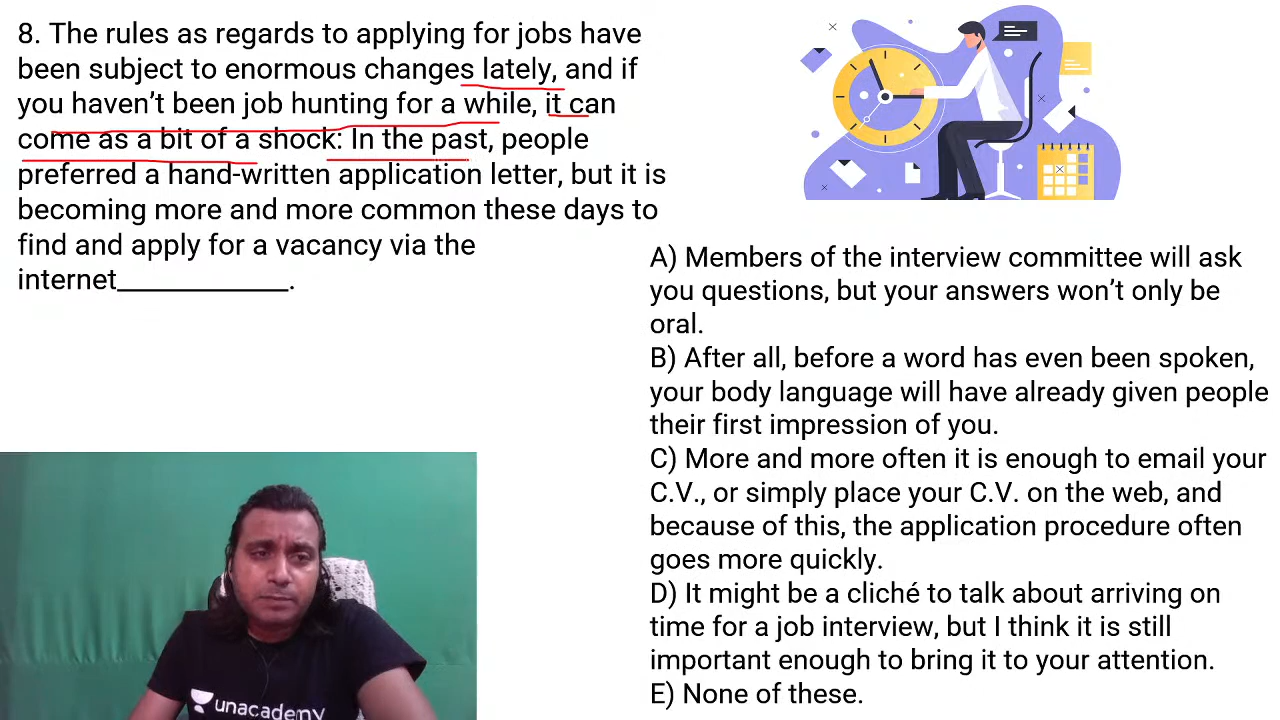 8. The rules as regards to applying for jobs have
been subject to enormous changes lately, and if
you haven't been job hunting for a while, it can
come as a bit of a shock: In the past, people
preferred a hand-written application letter, but it is
becoming more and more common these days to
find and apply for a vacancy via the
internet____________.
A) Members of the interview committee will ask
you questions, but your answers won't only be
oral.
B) After all, before a word has even been spoken,
your body language will have already given people
their first impression of you.
C) More and more often it is enough to email your
C.V., or simply place your C.V. on the web, and
because of this, the application procedure often
goes more quickly.
D) It might be a cliché to talk about arriving on
time for a job interview, but I think it is still
important enough to bring it to your attention.
E) None of these.
unacademy